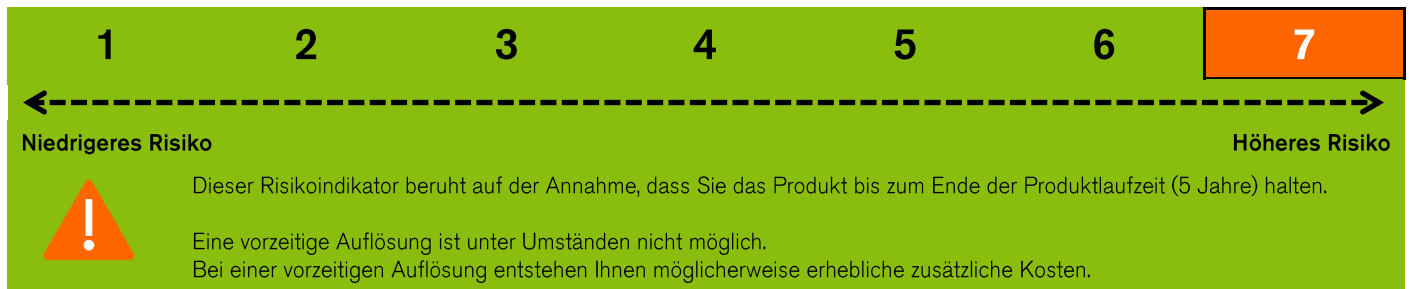 1 2 3 4 5 6 7
Niedrigeres Risiko Höheres Risiko
Dieser Risikoindikator beruht auf der Annahme, dass Sie das Produkt bis zum Ende der Produktlaufzeit (5 Jahre) halten.
Eine vorzeitige Auflösung ist unter Umständen nicht möglich.
Bei einer vorzeitigen Auflösung entstehen Ihnen möglicherweise erhebliche zusätzliche Kosten.